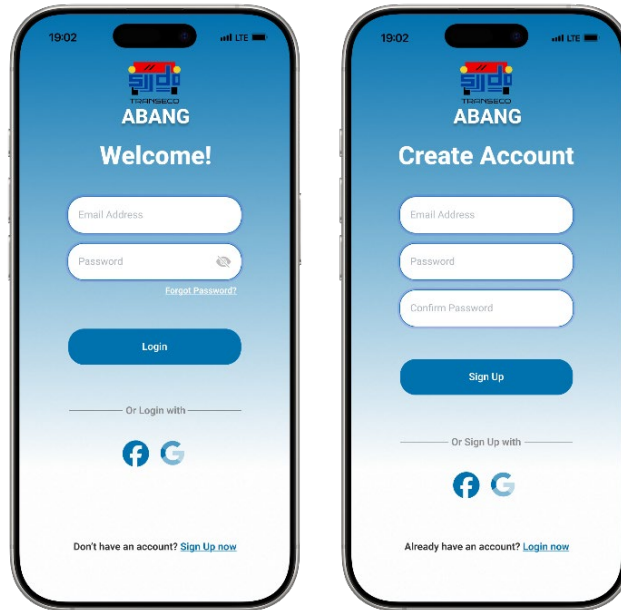 19:02
LTE
TRANSECO
ABANG
Welcome!
Email Address
Password
Forgot Password?
Login
Or Login with
Don't have an account? Sign Up now
19:02
LTE
TRANSECO
ABANG
Create Account
Email Address
Password
Confirm Password
Sign Up
Or Sign Up with
Already have an account? Login now